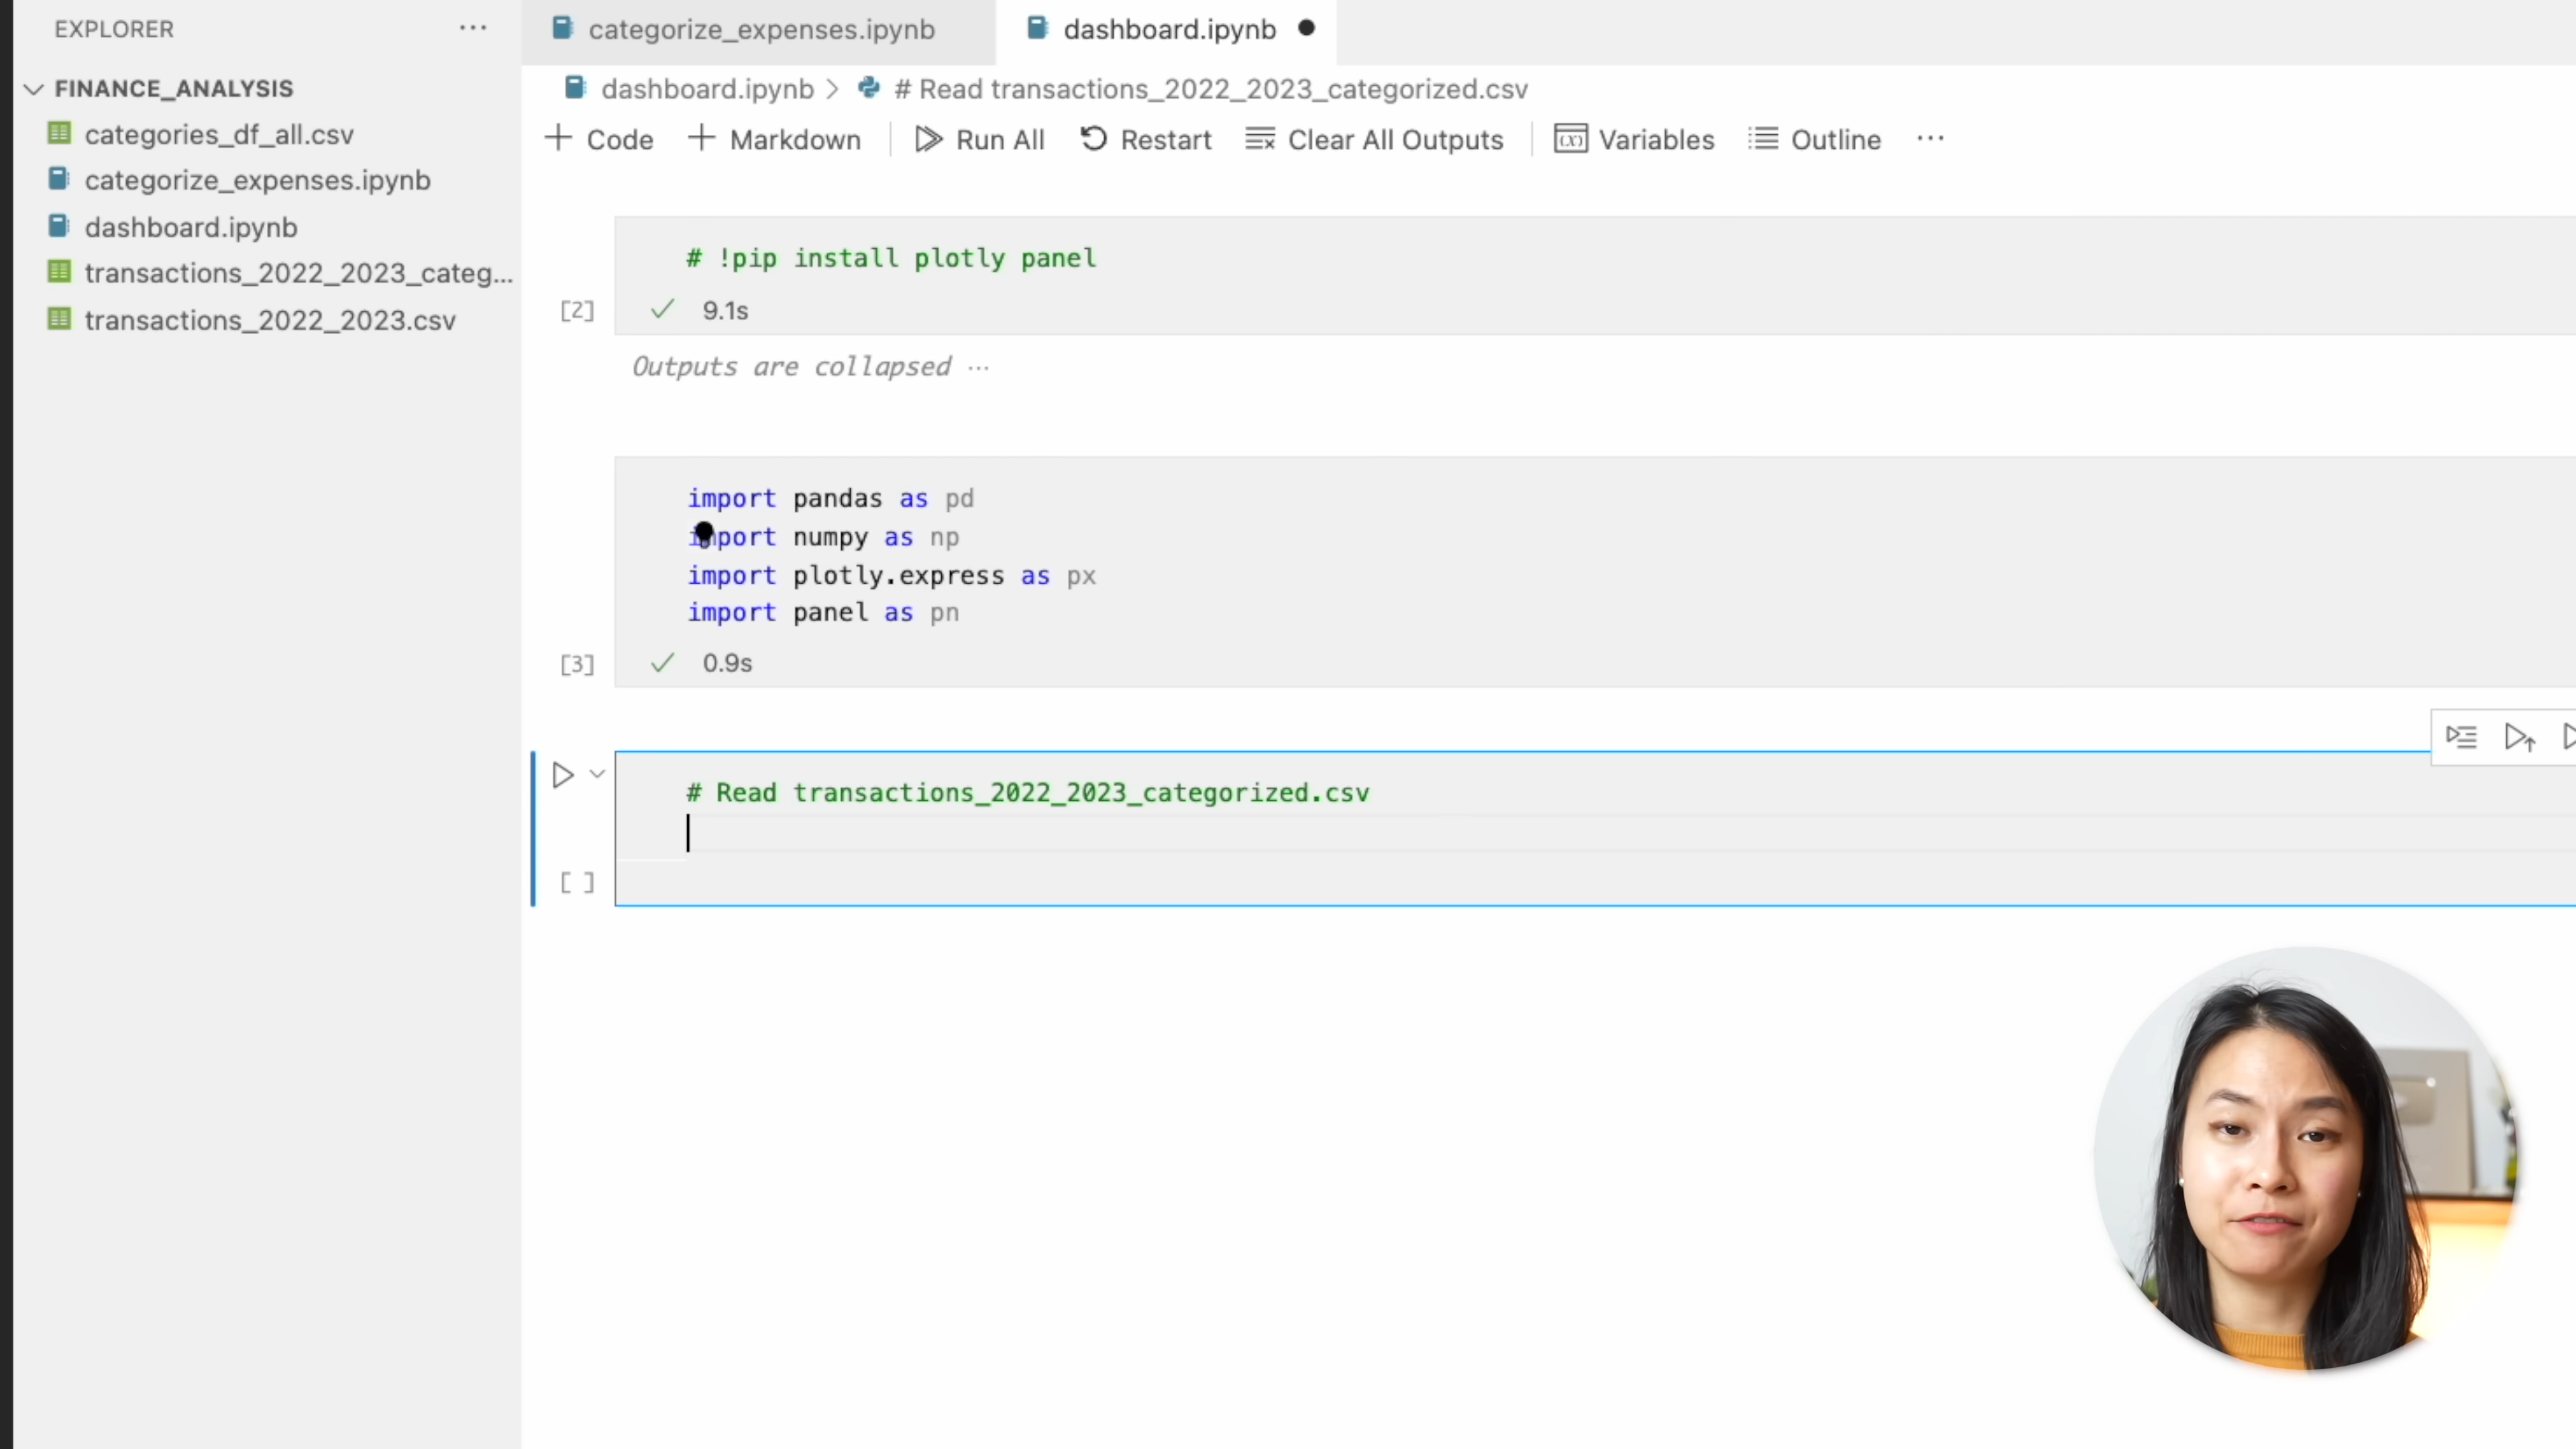 EXPLORER
FINANCE_ANALYSIS
categories_df_all.csv
categorize_expenses.ipynb
dashboard.ipynb
transactions_2022_2023_categ...
transactions_2022_2023.csv
categorize_expenses.ipynb
dashboard.ipynb
dashboard.ipynb > # Read transactions_2022_2023_categorized.csv
+ Code + Markdown Run All Restart Clear All Outputs (x) Variables Outline ...
# !pip install plotly panel
[2] ✓ 9.1s
Outputs are collapsed ...
import pandas as pd
import numpy as np
import plotly.express as px
import panel as pn
[3] ✓ 0.9s
# Read transactions_2022_2023_categorized.csv
[ ]